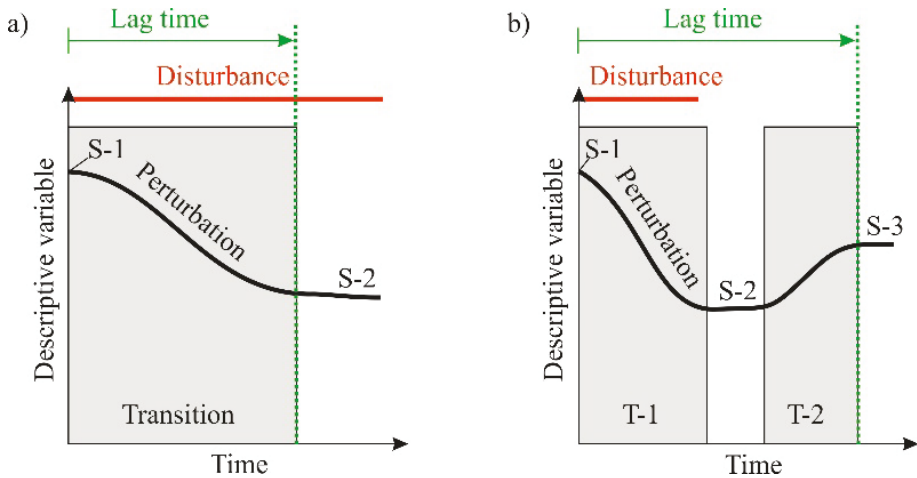 a)
Lag time
Disturbance
S-1
Perturbation
S-2
Descriptive variable
Transition
Time
b)
Lag time
Disturbance
S-1
Perturbation
S-2
S-3
Descriptive variable
T-1
T-2
Time